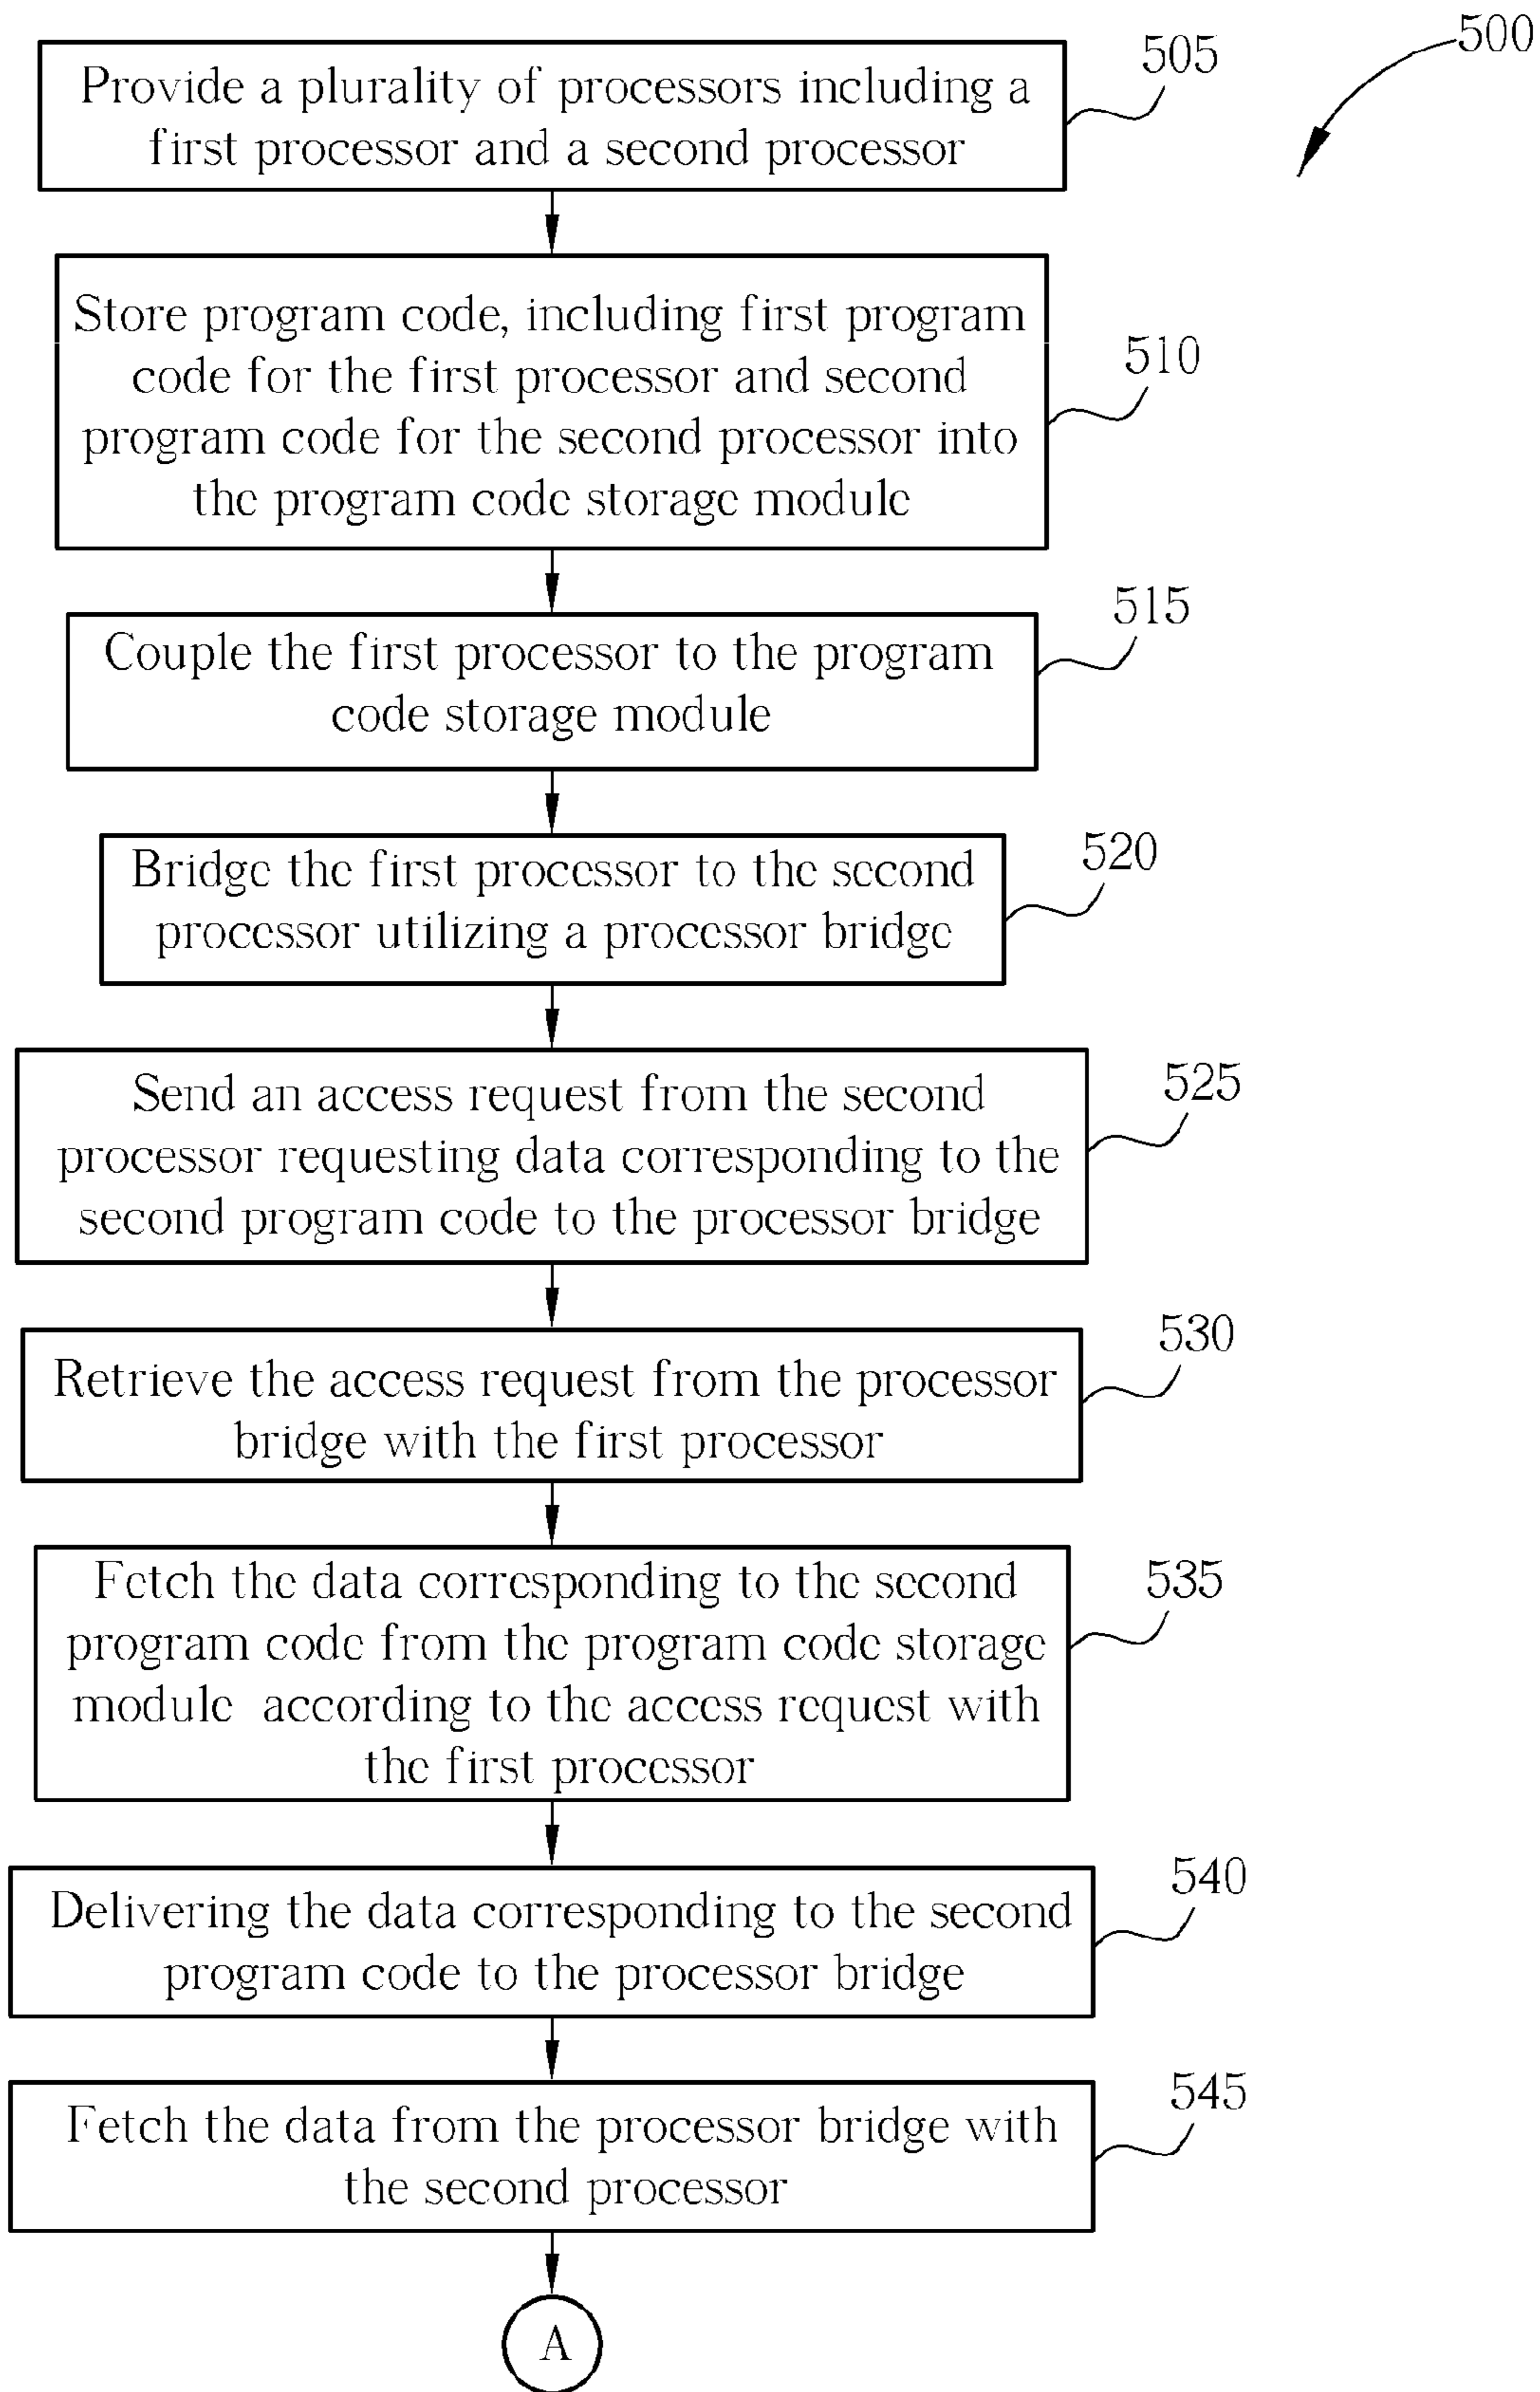 500
505
Provide a plurality of processors including a
first processor and a second processor
510
Store program code, including first program
code for the first processor and second
program code for the second processor into
the program code storage module
515
Couple the first processor to the program
code storage module
520
Bridge the first processor to the second
processor utilizing a processor bridge
525
Send an access request from the second
processor requesting data corresponding to the
second program code to the processor bridge
530
Retrieve the access request from the processor
bridge with the first processor
535
Fetch the data corresponding to the second
program code from the program code storage
module according to the access request with
the first processor
540
Delivering the data corresponding to the second
program code to the processor bridge
545
Fetch the data from the processor bridge with
the second processor
A